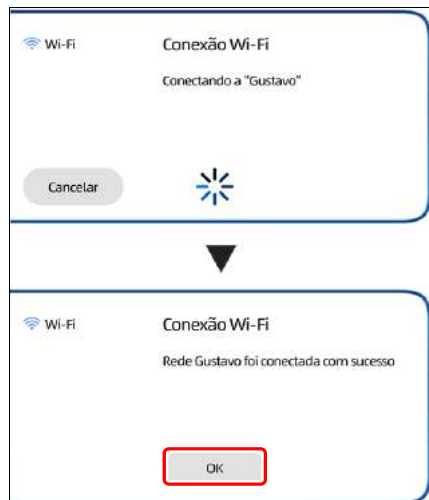 Wi-Fi
Conexão Wi-Fi
Conectando a "Gustavo"
Cancelar
Wi-Fi
Conexão Wi-Fi
Rede Gustavo foi conectada com sucesso
OK